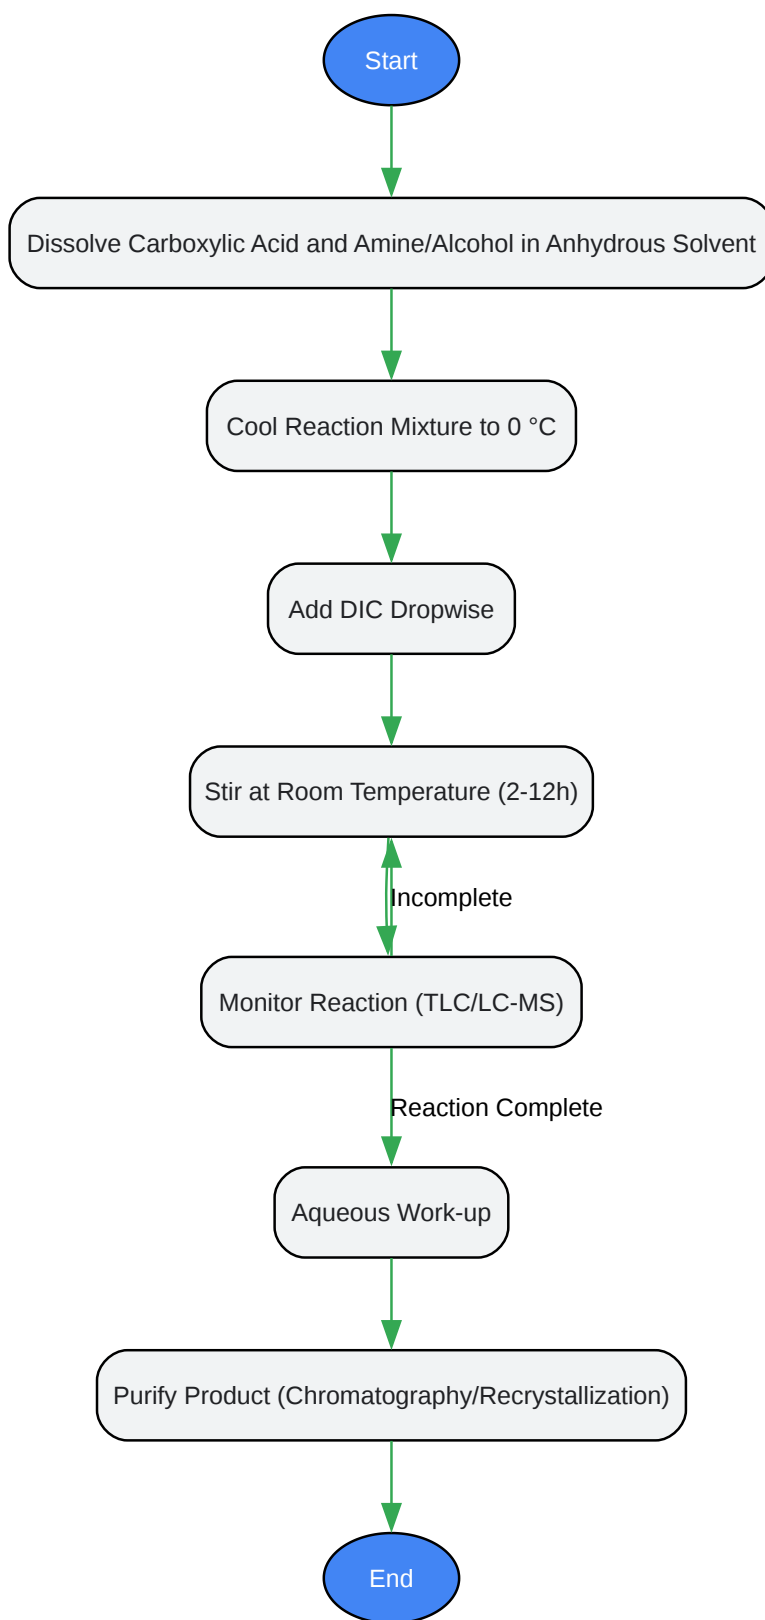 Start
Dissolve Carboxylic Acid and Amine/Alcohol in Anhydrous Solvent
Cool Reaction Mixture to 0 °C
Add DIC Dropwise
Stir at Room Temperature (2-12h)
Incomplete
Monitor Reaction (TLC/LC-MS)
Reaction Complete
Aqueous Work-up
Purify Product (Chromatography/Recrystallization)
End